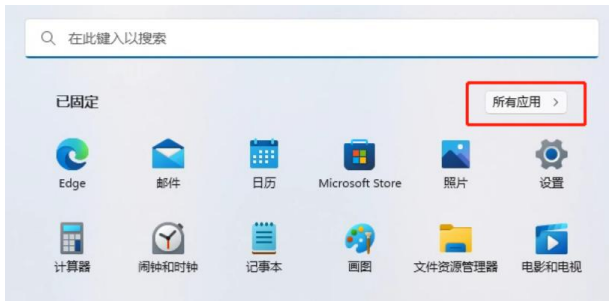 在此键入以搜索
已固定
所有应用 >
Edge 邮件 日历 Microsoft Store 照片 设置
计算器 闹钟和时钟 记事本 画图 文件资源管理器 电影和电视